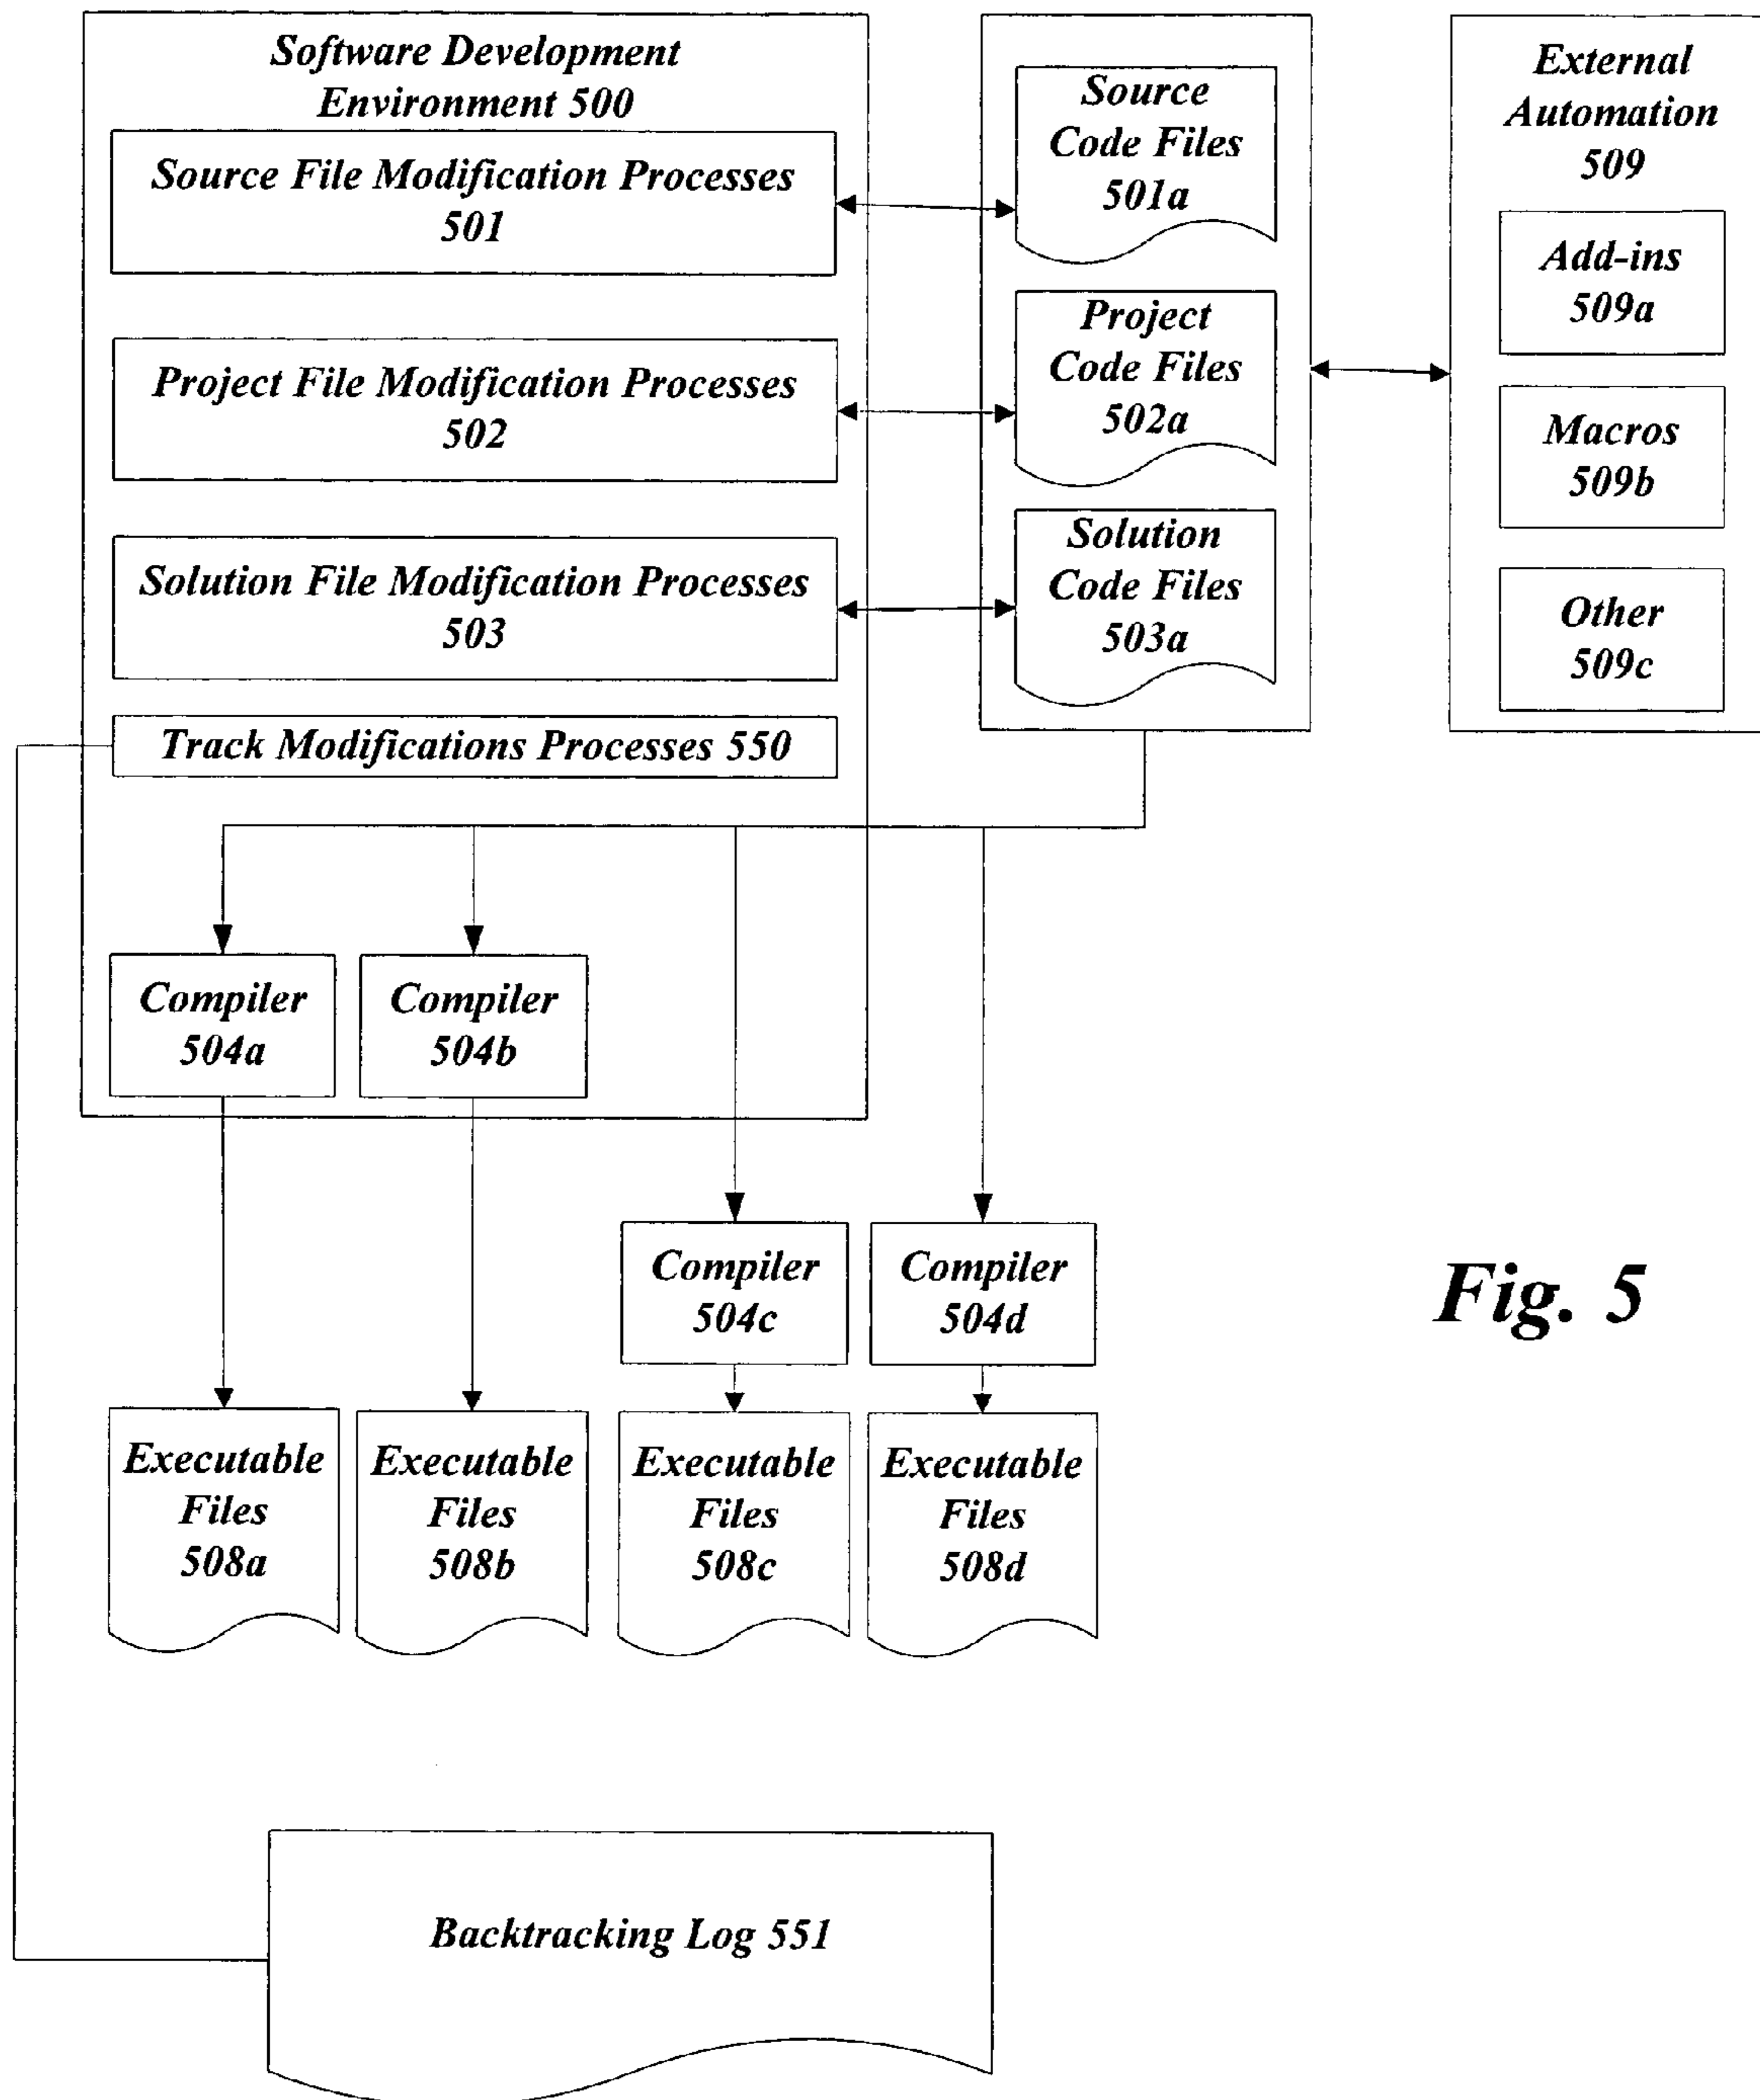 Software Development
Environment 500
Source File Modification Processes
501
Project File Modification Processes
502
Solution File Modification Processes
503
Track Modifications Processes 550
Source
Code Files
501a
Project
Code Files
502a
Solution
Code Files
503a
External
Automation
509
Add-ins
509a
Macros
509b
Other
509c
Compiler
504a
Compiler
504b
Compiler
504c
Compiler
504d
Executable
Files
508a
Executable
Files
508b
Executable
Files
508c
Executable
Files
508d
Backtracking Log 551
Fig. 5